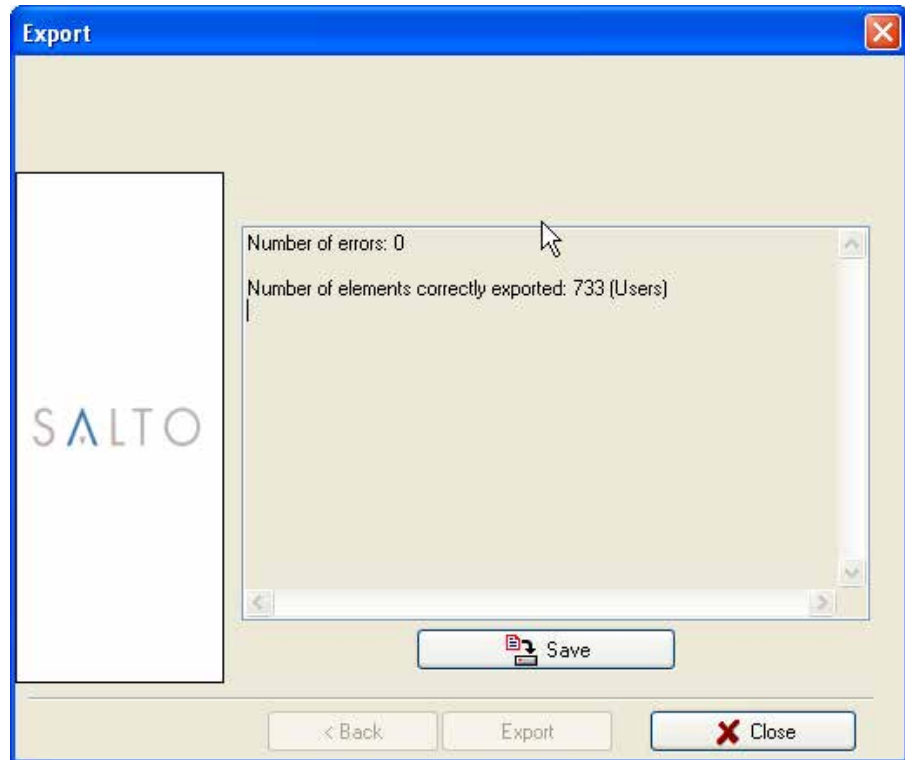 Export
Number of errors: 0
Number of elements correctly exported: 733 (Users)
SALTO
Save
< Back
Export
Close